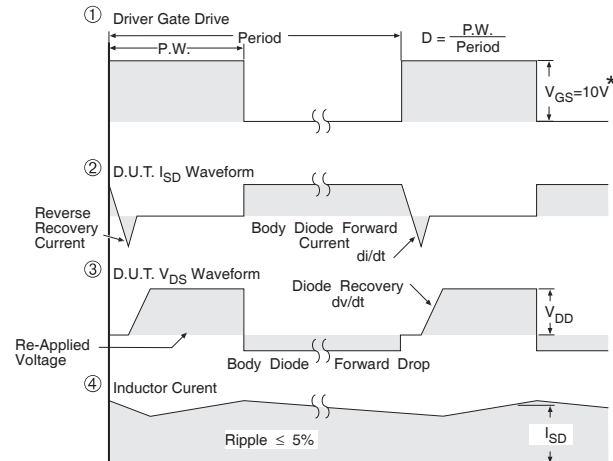 ① Driver Gate Drive
P.W.
Period
D = P.W.
Period
V_GS=10V*
② D.U.T. I_SD Waveform
Reverse
Recovery
Current
Body Diode Forward
Current
di/dt
③ D.U.T. V_DS Waveform
Diode Recovery
dv/dt
V_DD
Re-Applied
Voltage
Body Diode Forward Drop
④ Inductor Curent
Ripple ≤ 5%
I_SD